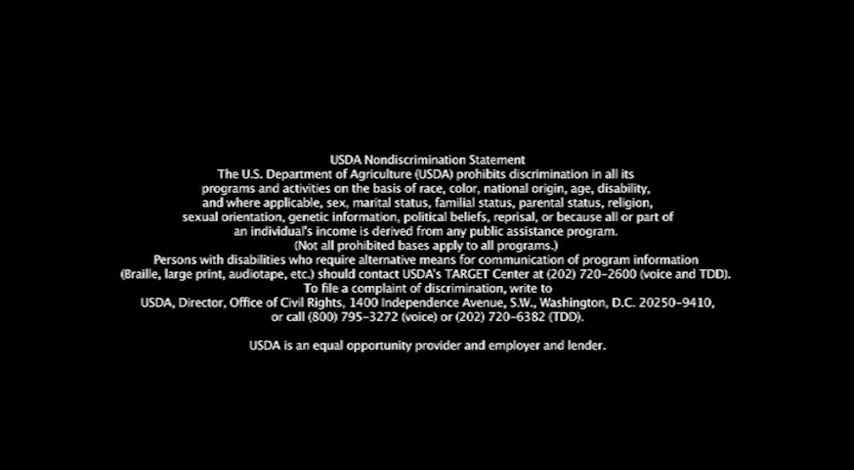 USDA Nondiscrimination Statement
The U.S. Department of Agriculture (USDA) prohibits discrimination in all its
programs and activities on the basis of race, color, national origin, age, disability,
and where applicable, sex, marital status, familial status, parental status, religion,
sexual orientation, genetic information, political beliefs, reprisal, or because all or part of
an individual's income is derived from any public assistance program.
(Not all prohibited bases apply to all programs.)
Persons with disabilities who require alternative means for communication of program information
(Braille, large print, audiotape, etc.) should contact USDA's TARGET Center at (202) 720-2600 (voice and TDD).
To file a complaint of discrimination, write to
USDA, Director, Office of Civil Rights, 1400 Independence Avenue, S.W., Washington, D.C. 20250-9410,
or call (800) 795-3272 (voice) or (202) 720-6382 (TDD).
USDA is an equal opportunity provider and employer and lender.